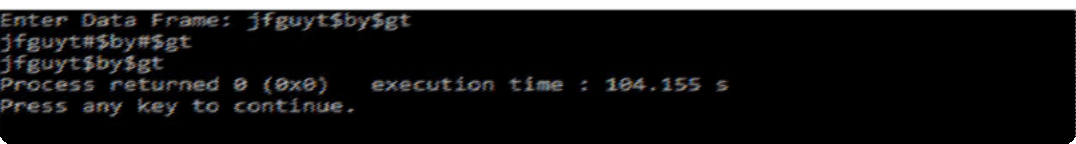 Enter Data Frame: jfguyt$by$gt
jfguyt#$by#$gt
jfguyt$by$gt
Process returned 0 (0x0)   execution time : 104.155 s
Press any key to continue.